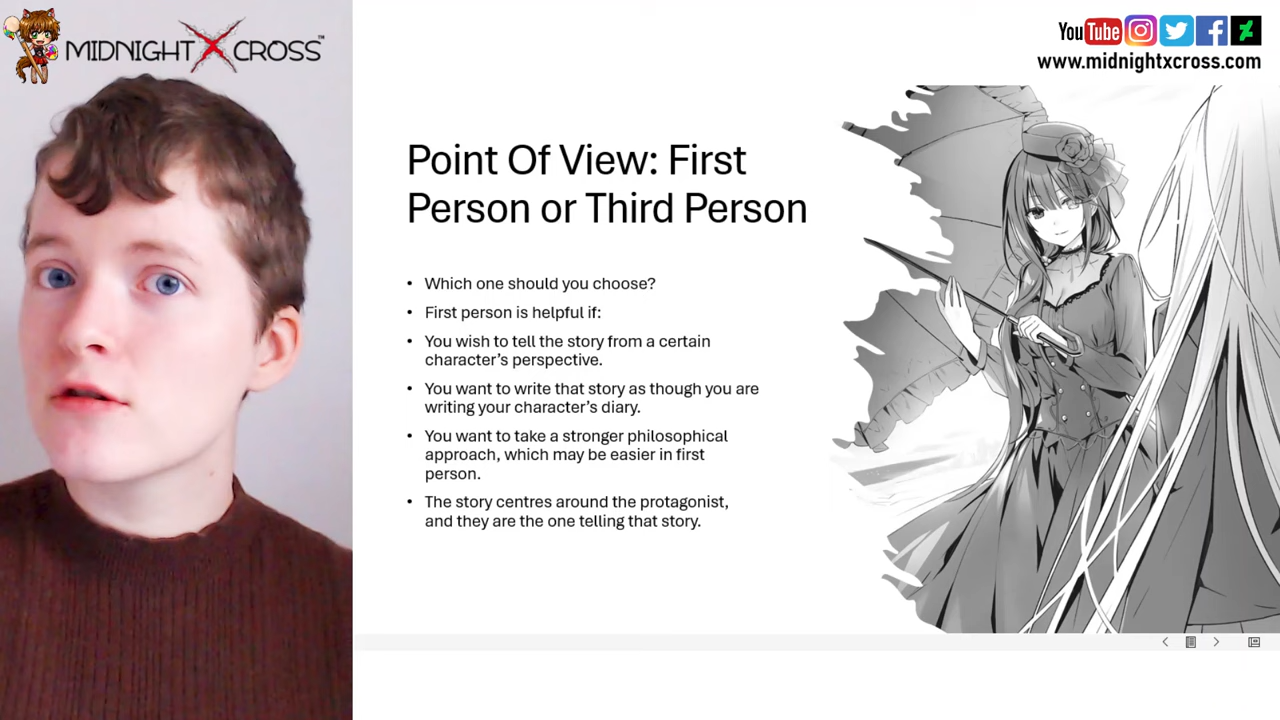 MIDNIGHT X CROSS™
YouTube
www.midnightxcross.com
Point Of View: First
Person or Third Person
• Which one should you choose?
• First person is helpful if:
• You wish to tell the story from a certain
character’s perspective.
• You want to write that story as though you are
writing your character’s diary.
• You want to take a stronger philosophical
approach, which may be easier in first
person.
• The story centres around the protagonist,
and they are the one telling that story.